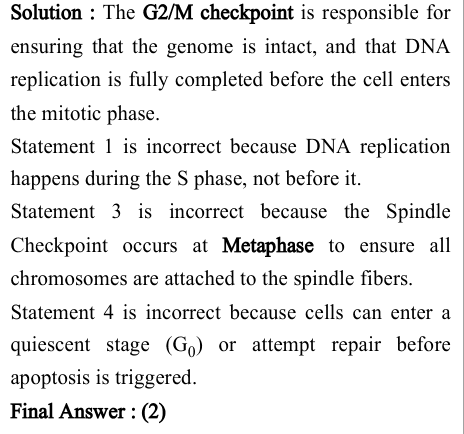 Solution : The G2/M checkpoint is responsible for
ensuring that the genome is intact, and that DNA
replication is fully completed before the cell enters
the mitotic phase.
Statement 1 is incorrect because DNA replication
happens during the S phase, not before it.
Statement 3 is incorrect because the Spindle
Checkpoint occurs at Metaphase to ensure all
chromosomes are attached to the spindle fibers.
Statement 4 is incorrect because cells can enter a
quiescent stage (G₀) or attempt repair before
apoptosis is triggered.
Final Answer : (2)